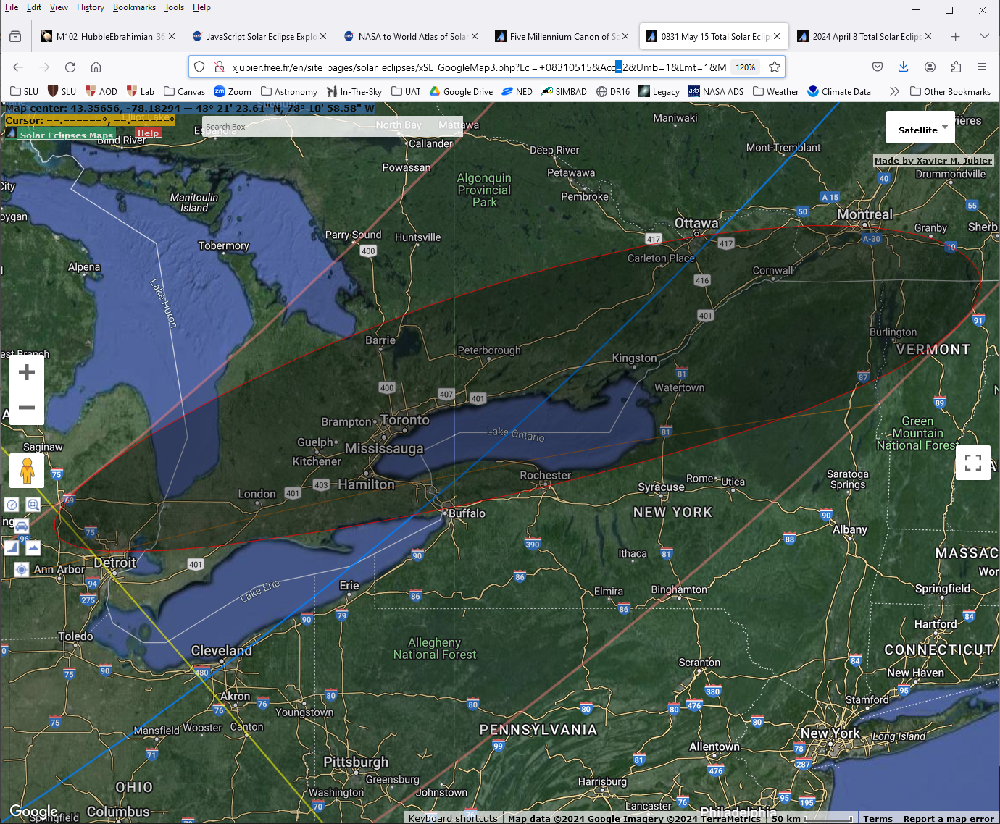 File Edit View History Bookmarks Tools Help
M102_HubbleEbrahimian_36
JavaScript Solar Eclipse Explo
NASA to World Atlas of Solar
Five Millennium Canon of So
0831 May 15 Total Solar Eclip
2024 April 8 Total Solar Eclips
xjubier.free.fr/en/site_pages/solar_eclipses/xSE_GoogleMap3.php?Ecl=+08310515&Acc=2&Umb=1&Lmt=1&M 120%
SLU SLU AOD Lab Canvas Zoom Astronomy In-The-Sky UAT Google Drive NED SIMBAD DR16 Legacy NASA ADS Weather Climate Data Other Bookmarks
Map center: 43.35656, -78.18294 — 43° 21' 23.61" N, 78° 10' 58.58" W
Cursor: --.------°, --.------°
Solar Eclipses Maps Help
Search Box
Satellite
Made by Xavier M. Jubier
Elliot Lake
Blind River
Espanola
North Bay
Mattawa
Callander
Powassan
Maniwaki
Deep River
Mont-Tremblant
Petawawa
Pembroke
Algonquin
Provincial
Park
Drummondville
40
A 15
50
55
City
Manitoulin
Island
Tobermory
Parry Sound
Huntsville
400
Ottawa
417
417
Montreal
A-30
Granby
Sherb
10
Carleton Place
Cornwall
416
401
Alpena
Lake Huron
Barrie
Peterborough
Kingston
Burlington
VERMONT
91
est Branch
400
407
401
81
Watertown
87
89
Brampton
Toronto
Guelph
Mississauga
Kitchener
Lake Ontario
81
Green
Mountain
National Forest
Saginaw
75
Hamilton
403
401
London
Rochester
Syracuse
Rome
Utica
Saratoga
Springs
69
Buffalo
NEW YORK
90
Albany
75
96
Detroit
Ann Arbor
401
90
390
Ithaca
81
88
MASSAC
Wor
94
275
Lake Erie
Erie
86
86
Elmira
86
Binghamton
Springfield
90
79
84
Hartford
Toledo
Cleveland
Allegheny
National Forest
CONNECTICUT
75
90
480
Scranton
84
New Haven
95
Akron
76
76
80
Youngstown
80
80
80
380
476
Stamford
75
Mansfield
Wooster
Canton
80
PENNSYLVANIA
New York
Long Island
71
99
Allentown
78
287
Pittsburgh
Greensburg
81
476
OHIO
Washington
Johnstown
Harrisburg
95
70
76
195
Columbus
Springfield
70
76
Lancaster
Philadelphia
Google
Keyboard shortcuts Map data ©2024 Google Imagery ©2024 TerraMetrics 50 km Terms Report a map error